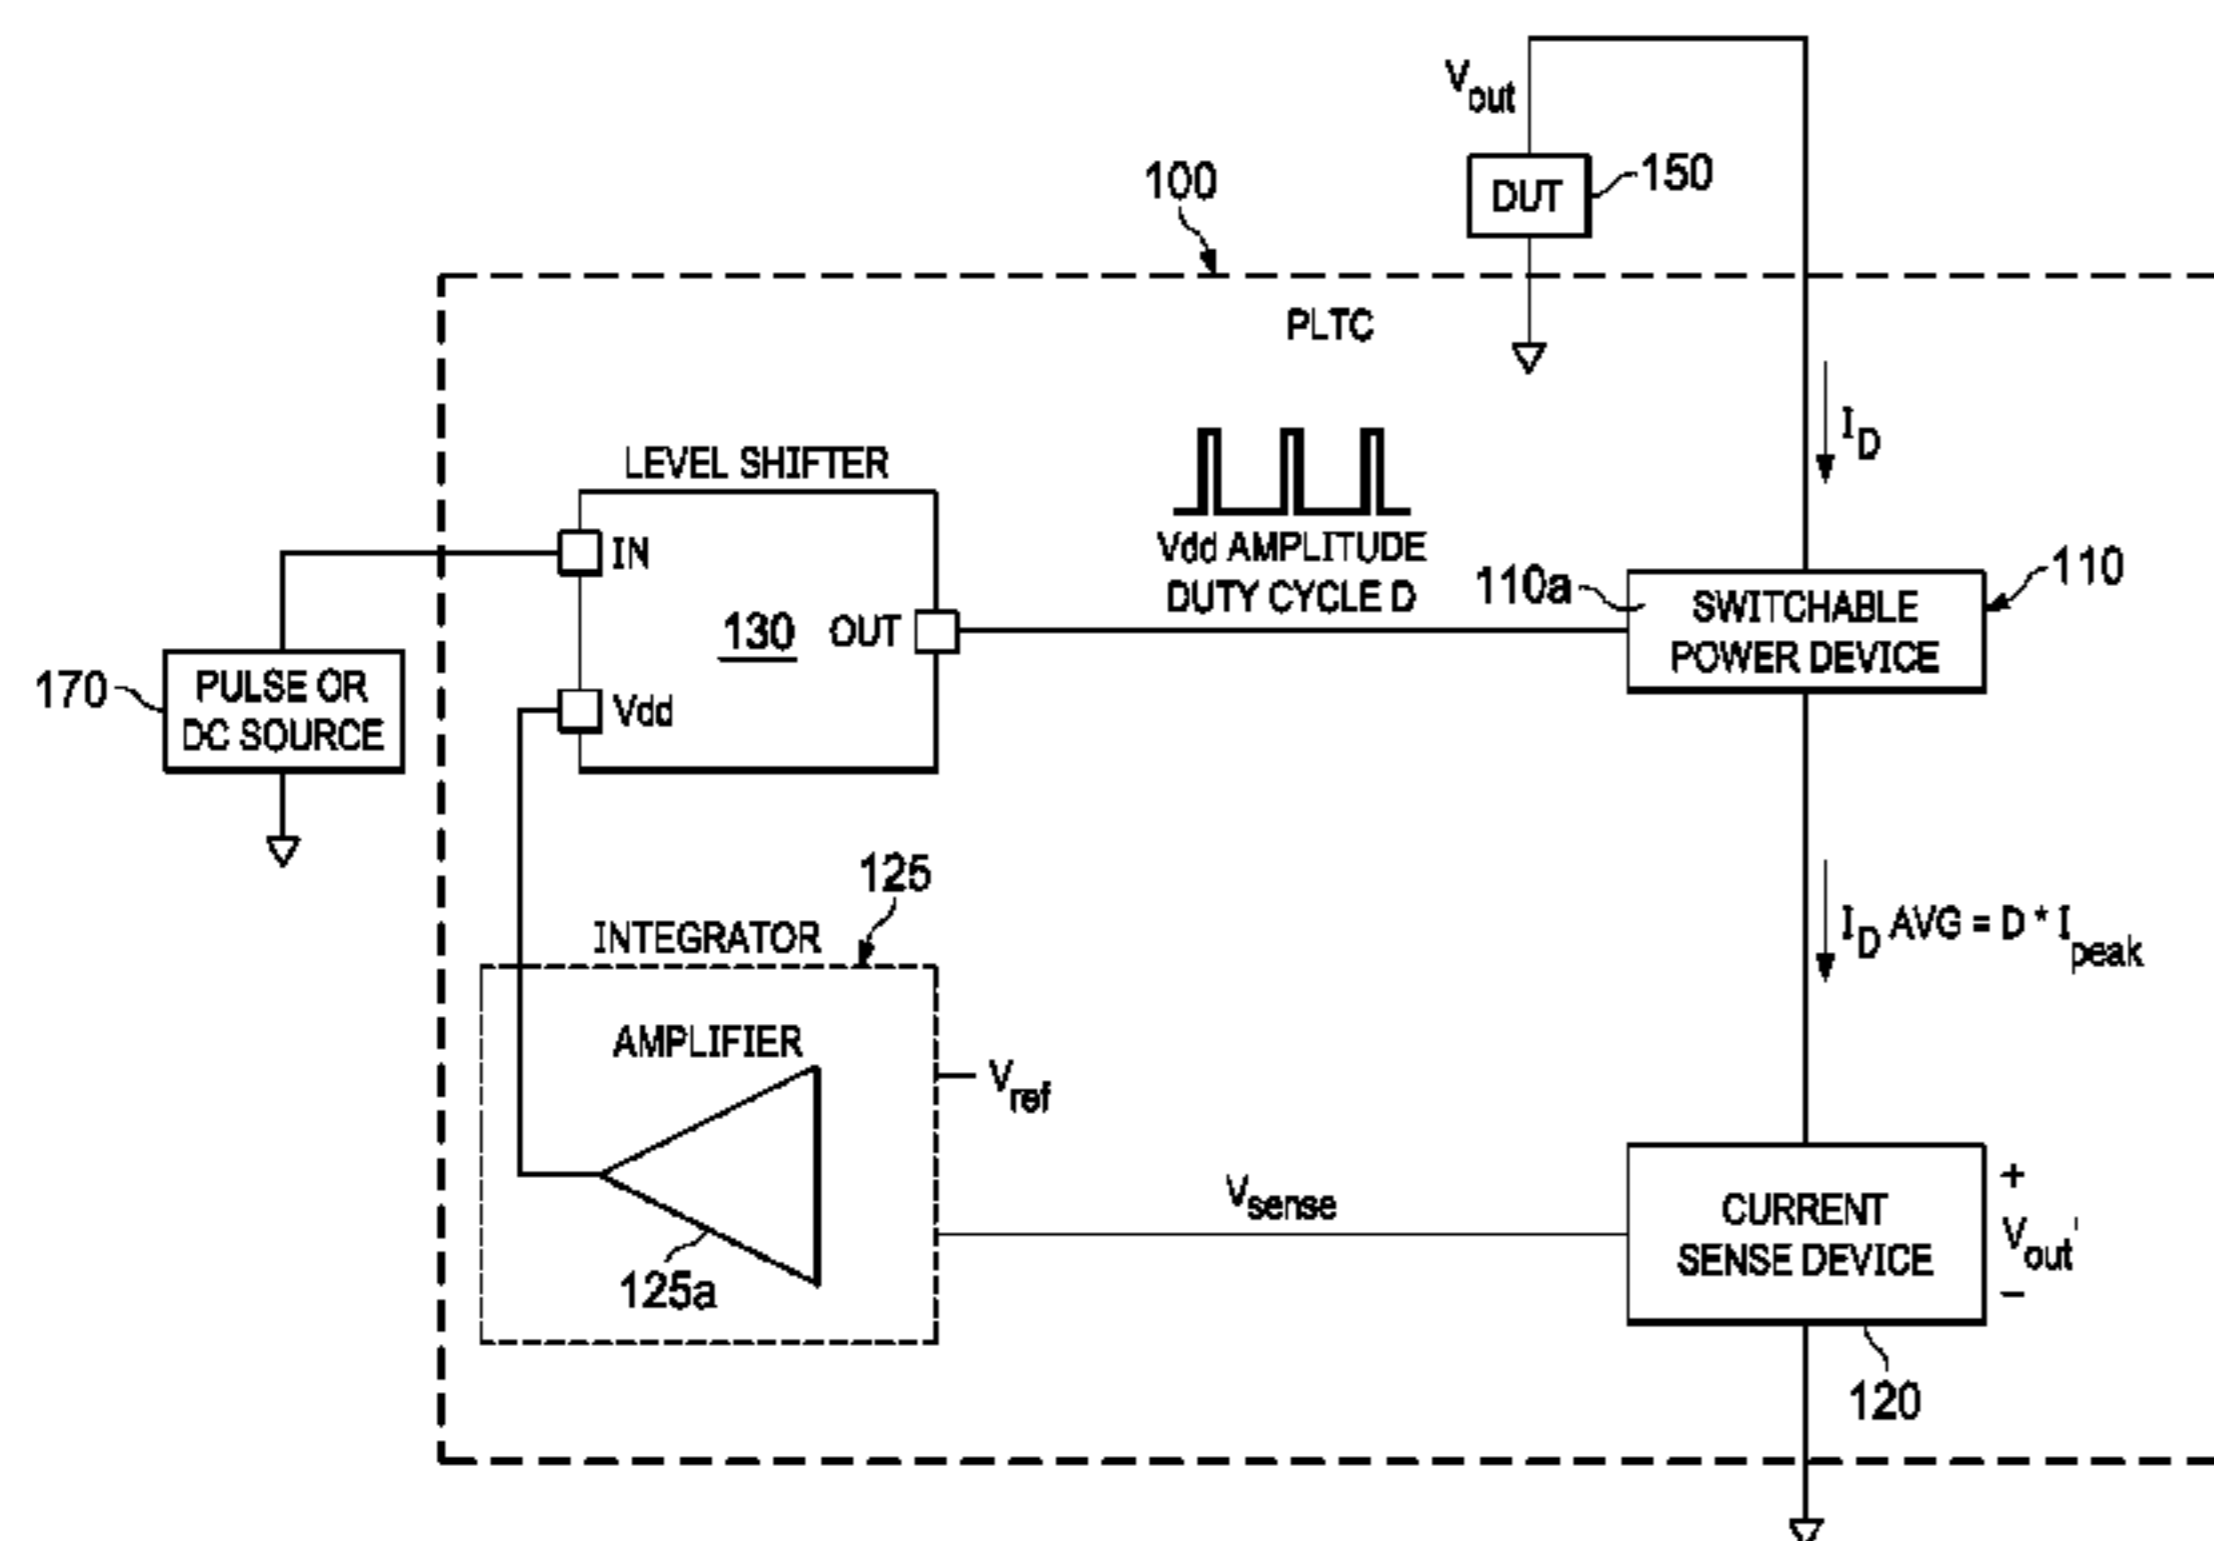 Vout
100
DUT
150
PLTC
ID
LEVEL SHIFTER
IN
130
OUT
Vdd
Vdd AMPLITUDE
DUTY CYCLE D
110a
SWITCHABLE
POWER DEVICE
110
170
PULSE OR
DC SOURCE
125
INTEGRATOR
AMPLIFIER
125a
Vref
ID AVG = D * Ipeak
Vsense
CURRENT
SENSE DEVICE
+
Vout'
−
120